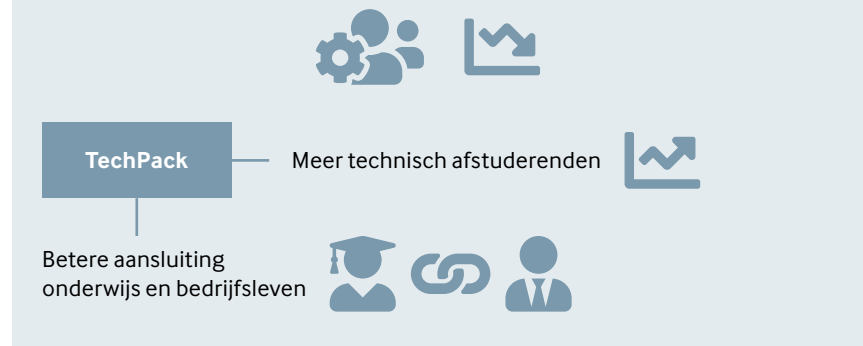 TechPack
Meer technisch afstuderenden
Betere aansluiting
onderwijs en bedrijfsleven